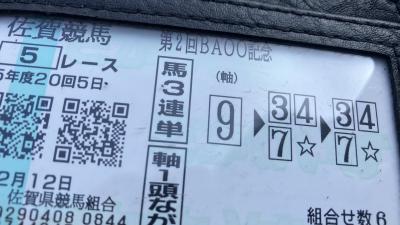 佐賀競馬
5 レース
5年度20回5日
2月12日
佐賀県競馬組合
0290408 0844
第2回BAOO記念
馬3連単
軸1頭なが
(軸)
9 ▶ 34 ▶ 34
7☆ 7☆
組合せ数6